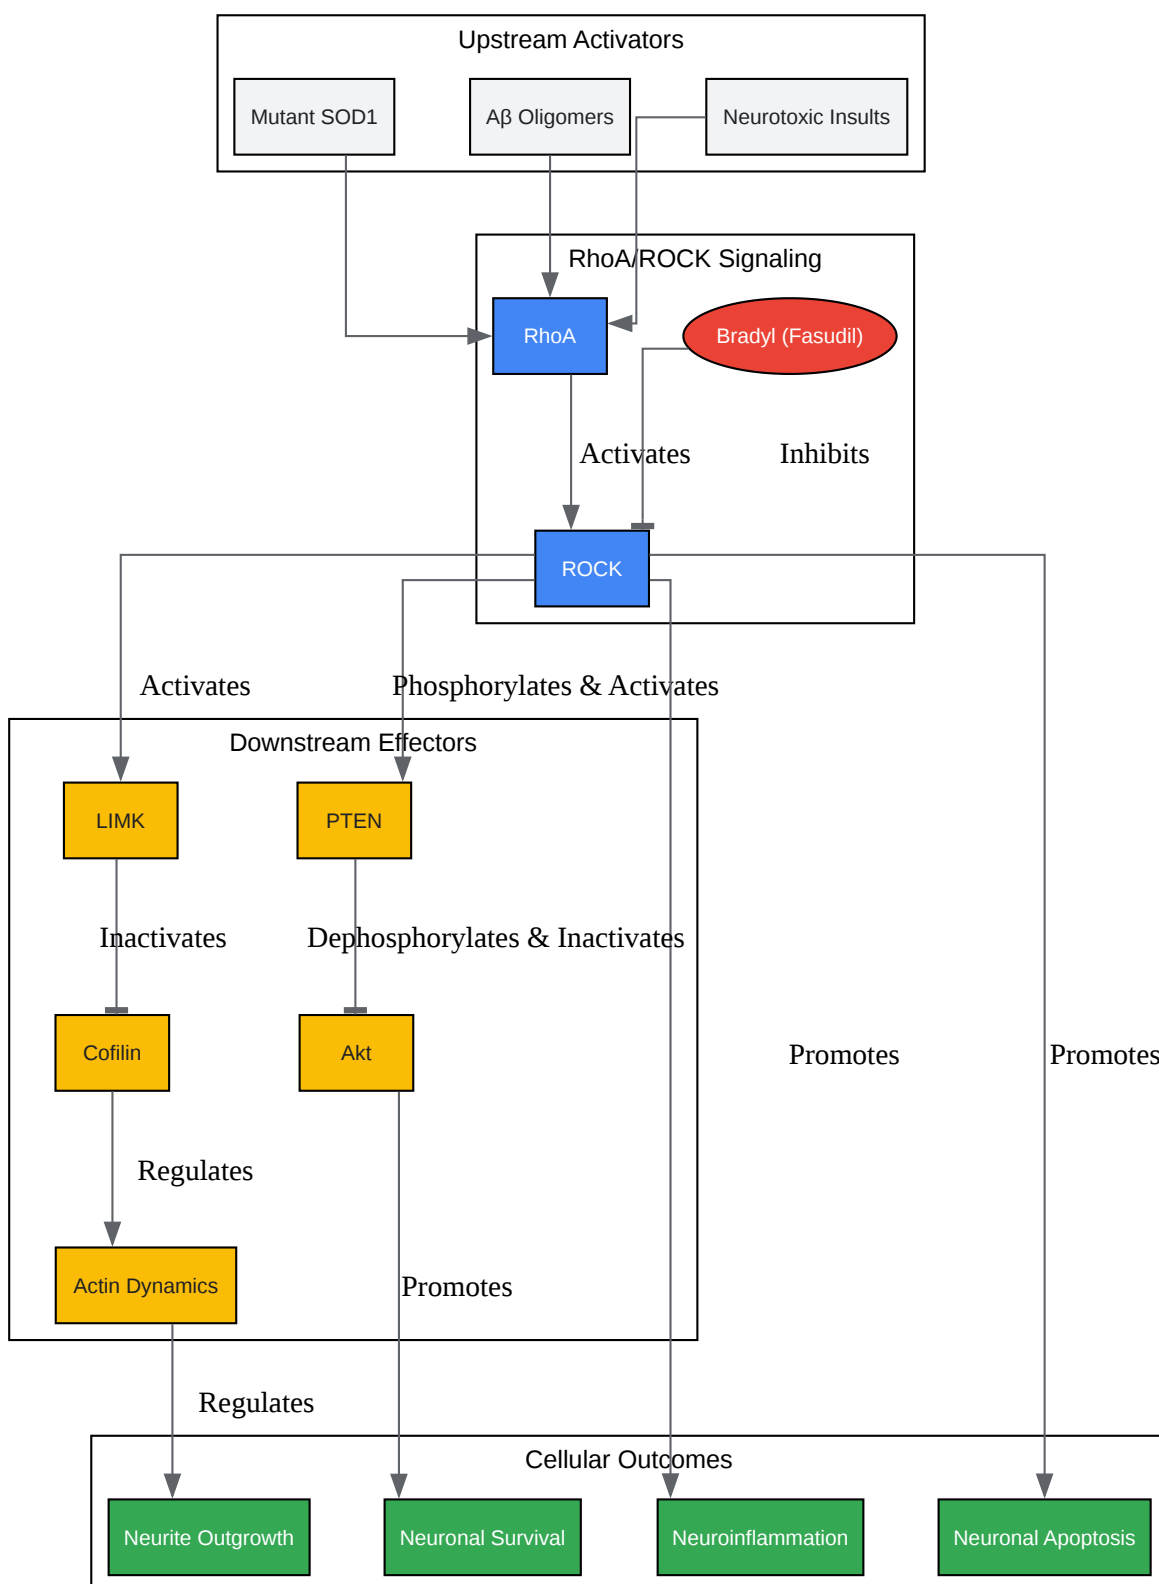 Upstream Activators
Mutant SOD1
Aβ Oligomers
Neurotoxic Insults
RhoA/ROCK Signaling
RhoA
Bradyl (Fasudil)
Activates
Inhibits
ROCK
Activates
Phosphorylates & Activates
Downstream Effectors
LIMK
PTEN
Inactivates
Dephosphorylates & Inactivates
Cofilin
Akt
Promotes
Promotes
Regulates
Actin Dynamics
Promotes
Regulates
Cellular Outcomes
Neurite Outgrowth
Neuronal Survival
Neuroinflammation
Neuronal Apoptosis